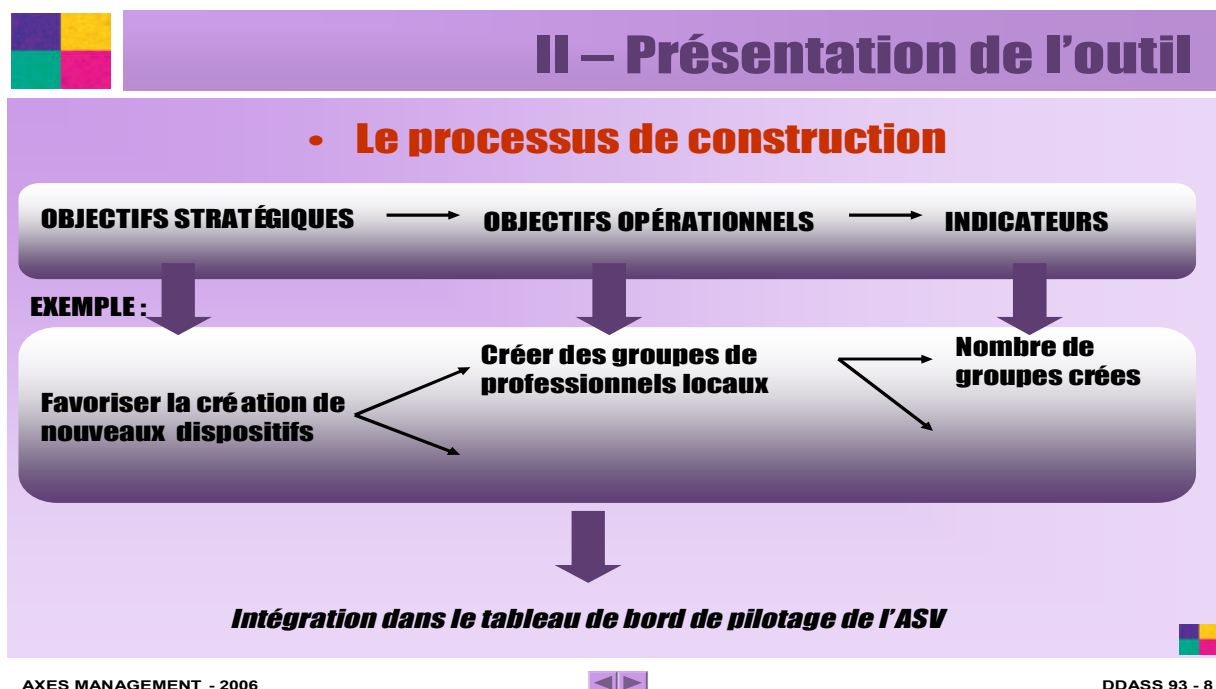 II – Présentation de l'outil
• Le processus de construction
OBJECTIFS STRATÉGIQUES
OBJECTIFS OPÉRATIONNELS
INDICATEURS
EXEMPLE :
Favoriser la création de
nouveaux dispositifs
Créer des groupes de
professionnels locaux
Nombre de
groupes crées
Intégration dans le tableau de bord de pilotage de l'ASV
AXES MANAGEMENT - 2006
DDASS 93 - 8